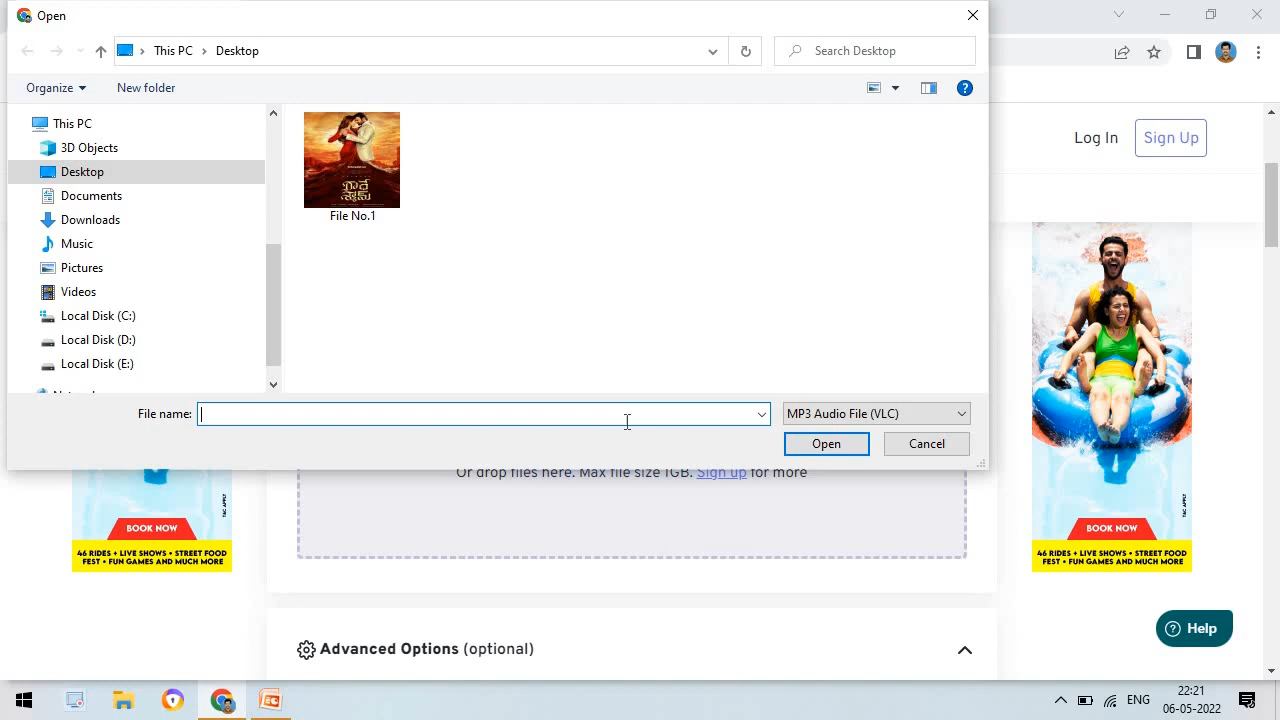 Open
This PC
Desktop
Search Desktop
Organize
New folder
This PC
3D Objects
Desktop
Documents
Downloads
Music
Pictures
Videos
Local Disk (C:)
Local Disk (D:)
Local Disk (E:)
రాధే
శ్యామ్
File No.1
File name:
MP3 Audio File (VLC)
Open
Cancel
Log In
Sign Up
Or drop files here. Max file size 1GB. Sign up for more
BOOK NOW
46 RIDES + LIVE SHOWS • STREET FOOD
FEST • FUN GAMES AND MUCH MORE
BOOK NOW
46 RIDES + LIVE SHOWS • STREET FOOD
FEST • FUN GAMES AND MUCH MORE
Help
Advanced Options (optional)
ENG
22:21
06-05-2022